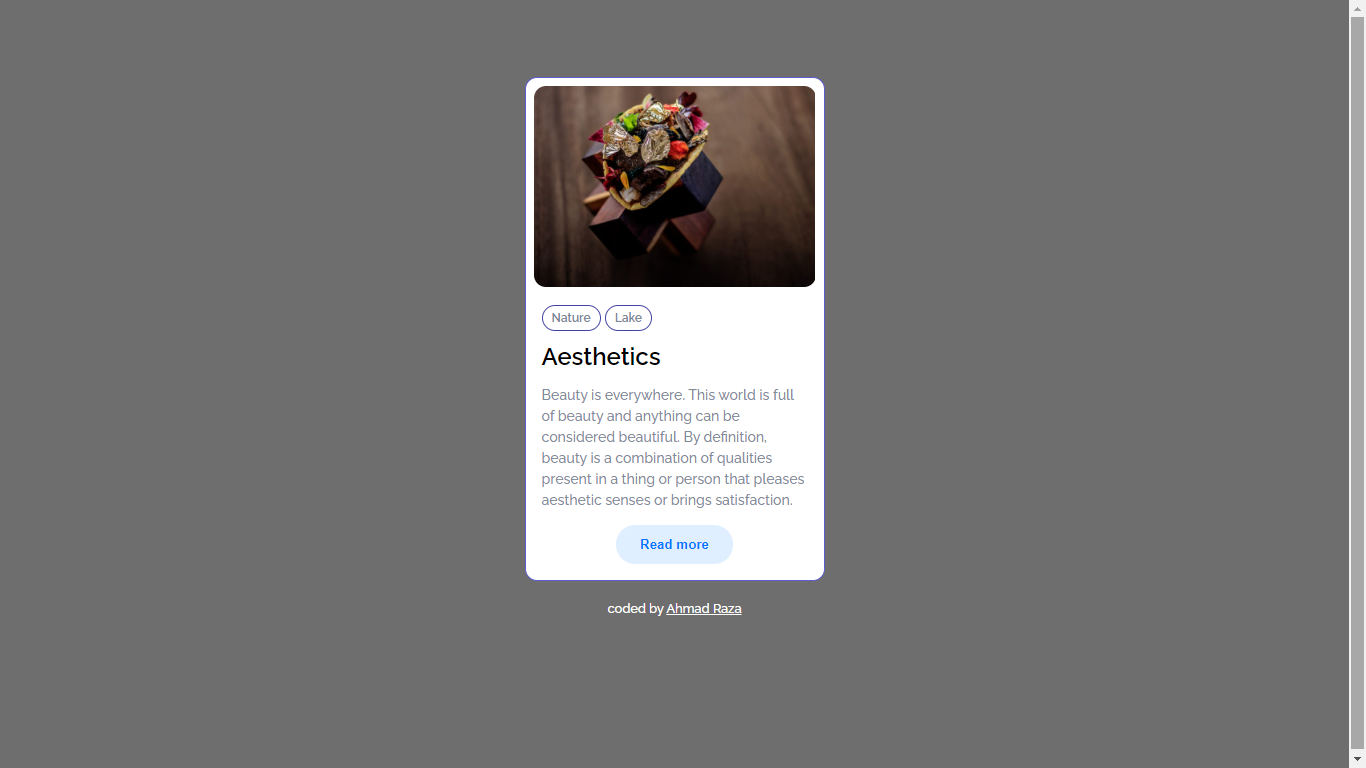 Nature Lake
Aesthetics
Beauty is everywhere. This world is full
of beauty and anything can be
considered beautiful. By definition,
beauty is a combination of qualities
present in a thing or person that pleases
aesthetic senses or brings satisfaction.
Read more
coded by Ahmad Raza